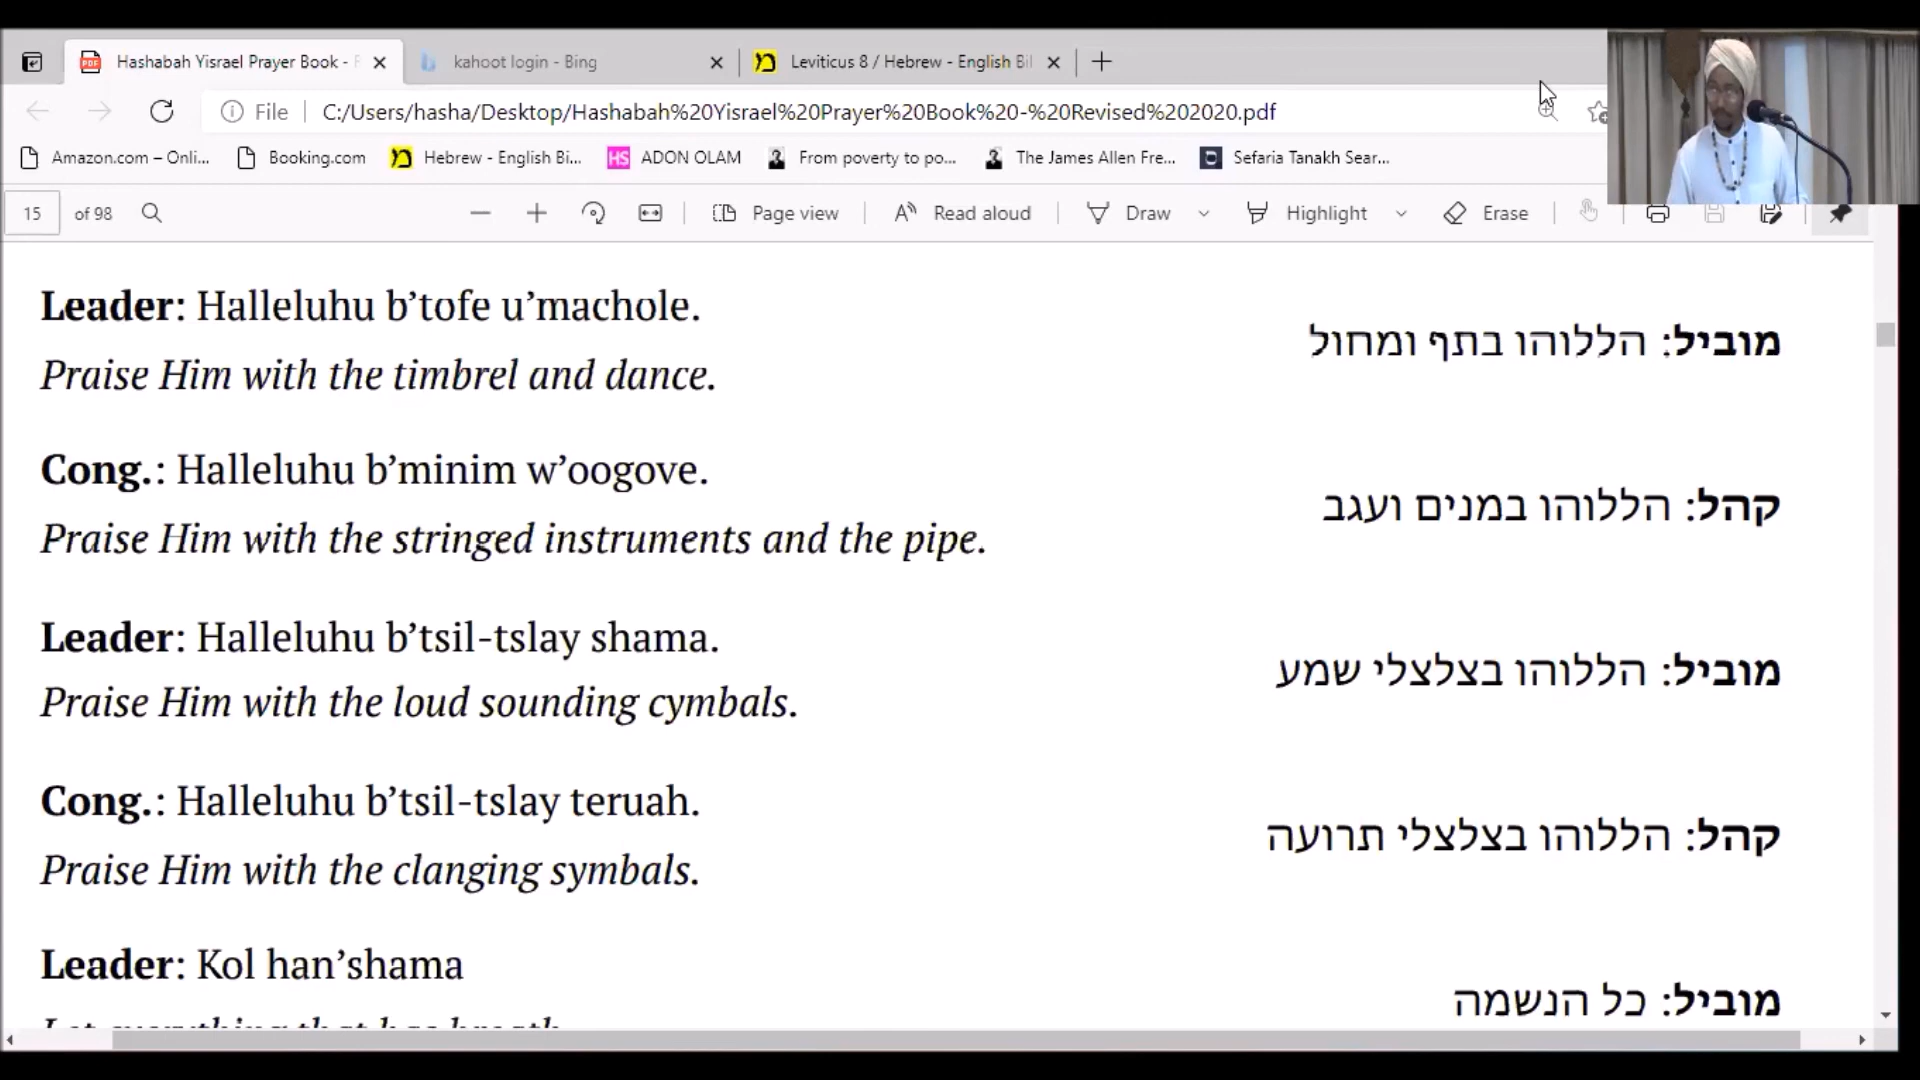 Hashabah Yisrael Prayer Book -
kahoot login - Bing
Leviticus 8 / Hebrew - English Bi
File
C:/Users/hasha/Desktop/Hashabah%20Yisrael%20Prayer%20Book%20-%20Revised%202020.pdf
Amazon.com – Onli...
Booking.com
Hebrew - English Bi...
HS ADON OLAM
From poverty to po...
The James Allen Fre...
Sefaria Tanakh Sear...
15 of 98
Page view
Read aloud
Draw
Highlight
Erase
Leader: Halleluhu b’tofe u’machole.
מוביל: הללוהו בתף ומחול
Praise Him with the timbrel and dance.
Cong.: Halleluhu b’minim w’oogove.
קהל: הללוהו במנים ועגב
Praise Him with the stringed instruments and the pipe.
Leader: Halleluhu b’tsil-tslay shama.
מוביל: הללוהו בצלצלי שמע
Praise Him with the loud sounding cymbals.
Cong.: Halleluhu b’tsil-tslay teruah.
קהל: הללוהו בצלצלי תרועה
Praise Him with the clanging symbals.
Leader: Kol han’shama
מוביל: כל הנשמה
Let everything that has breath